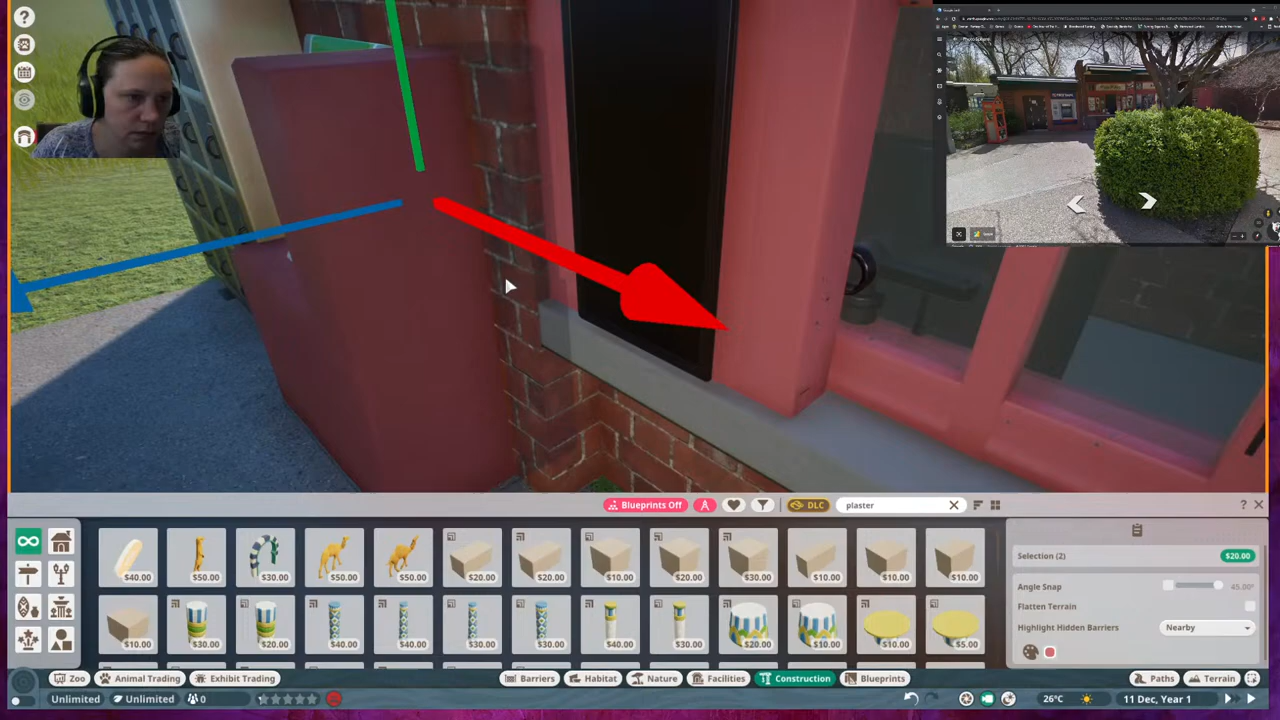 Blueprints Off
DLC
plaster
?
$40.00 $50.00 $30.00 $50.00 $50.00 $20.00 $20.00 $10.00 $20.00 $30.00 $10.00 $10.00 $10.00
$10.00 $20.00 $20.00 $40.00 $40.00 $30.00 $30.00 $40.00 $30.00 $20.00 $10.00 $10.00 $5.00
Selection (2) $20.00
Angle Snap 45.00°
Flatten Terrain
Highlight Hidden Barriers Nearby
Zoo Animal Trading Exhibit Trading Barriers Habitat Nature Facilities Construction Blueprints Paths Terrain
Unlimited Unlimited 0 26°C 11 Dec, Year 1